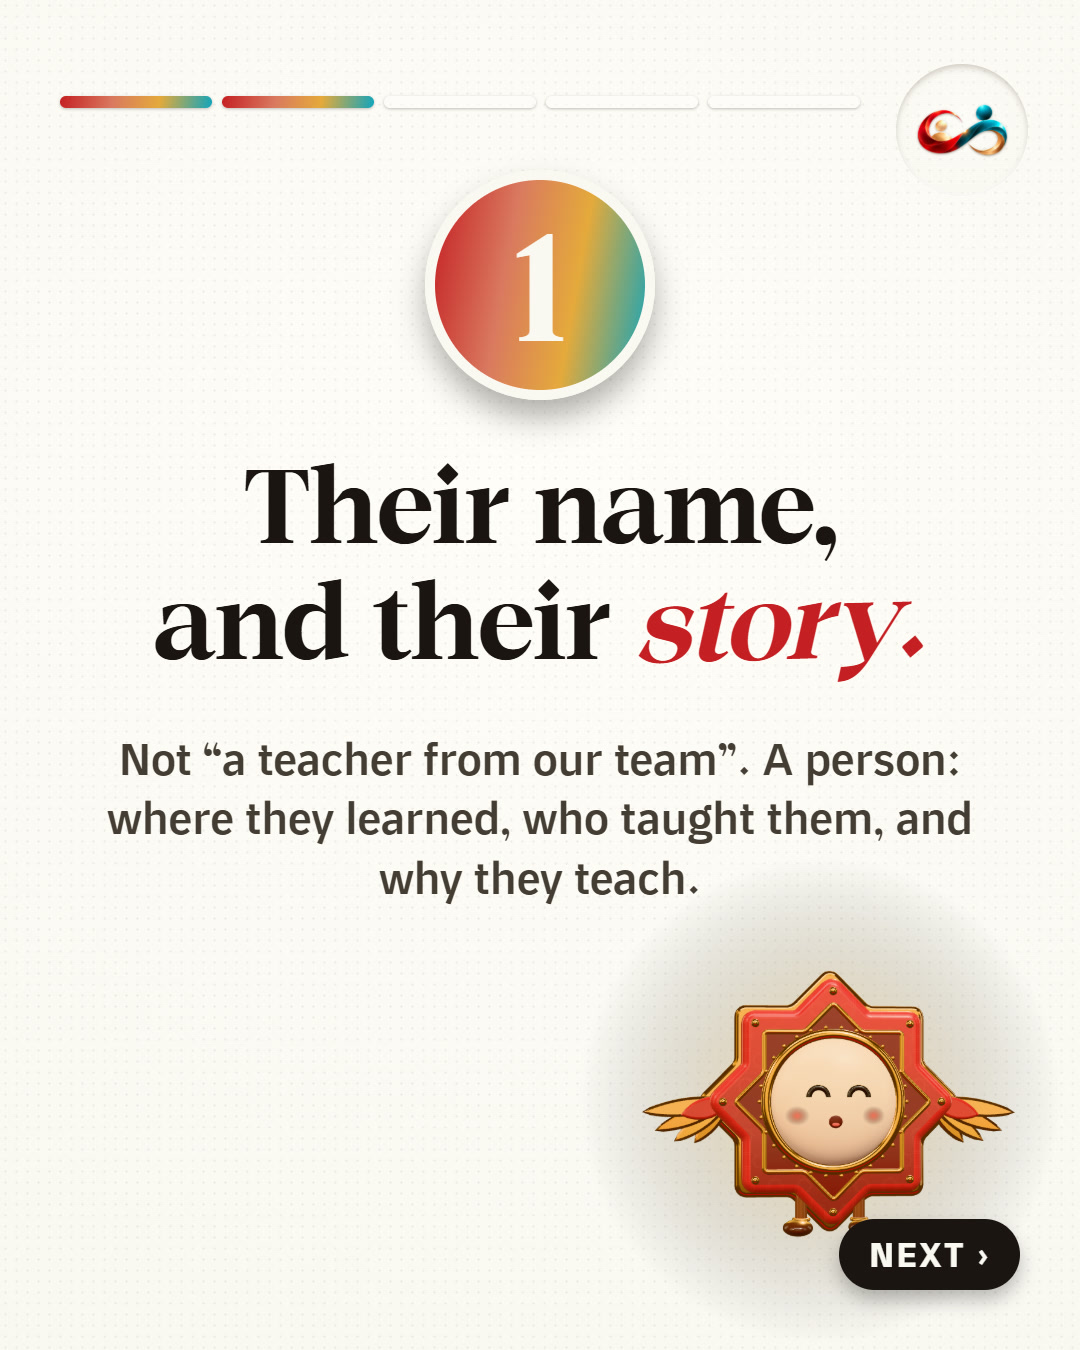 1
Their name,
and their story.
Not “a teacher from our team”. A person:
where they learned, who taught them, and
why they teach.
NEXT ›